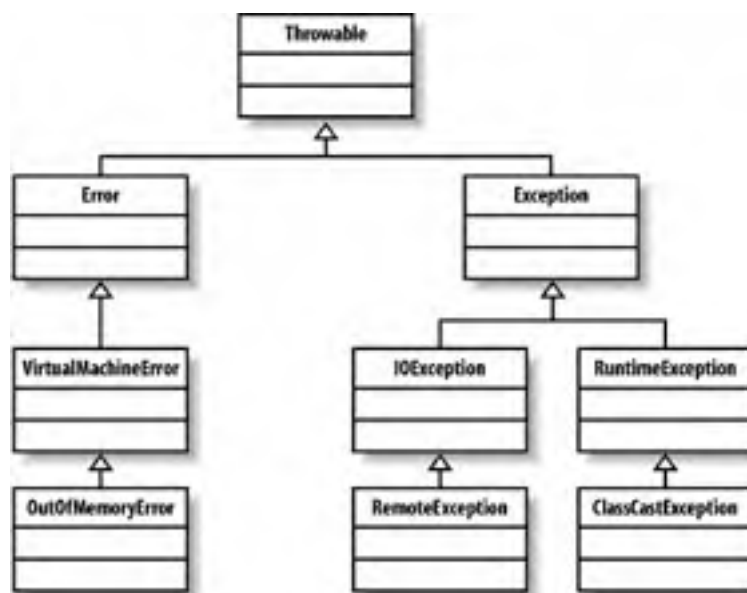 Throwable
Error
Exception
VirtualMachineError
IOException
RuntimeException
OutOfMemoryError
RemoteException
ClassCastException